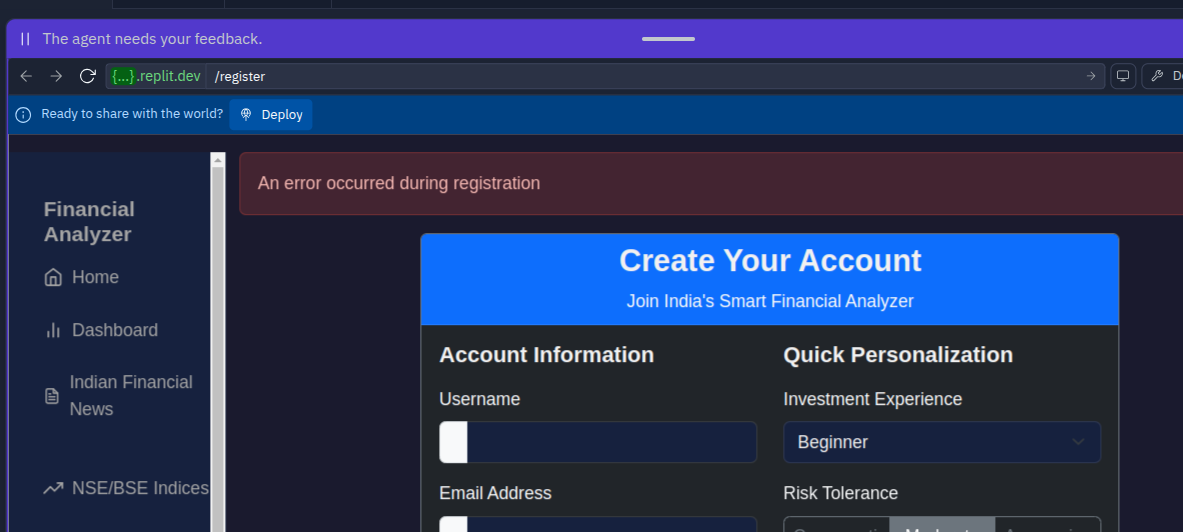 The agent needs your feedback.
{...}.replit.dev /register
Ready to share with the world? Deploy
An error occurred during registration
Financial
Analyzer
Home
Dashboard
Indian Financial
News
NSE/BSE Indices
Create Your Account
Join India's Smart Financial Analyzer
Account Information
Username
Email Address
Quick Personalization
Investment Experience
Beginner
Risk Tolerance